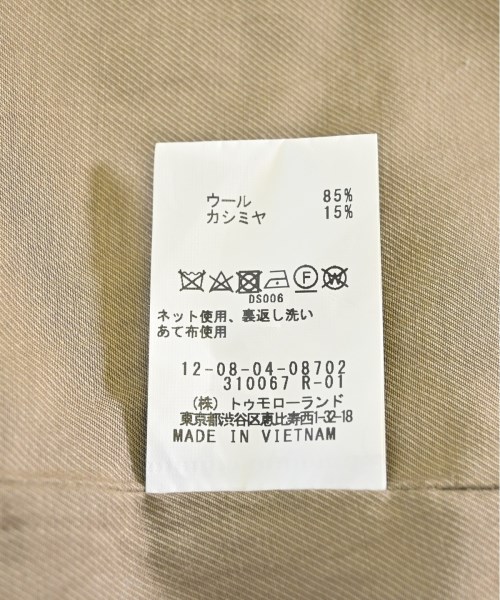 ウール 85%
カシミヤ 15%
DS006
ネット使用、裏返し洗い
あて布使用
12-08-04-08702
310067 R-01
(株) トゥモローランド
東京都渋谷区恵比寿西1-32-18
MADE IN VIETNAM